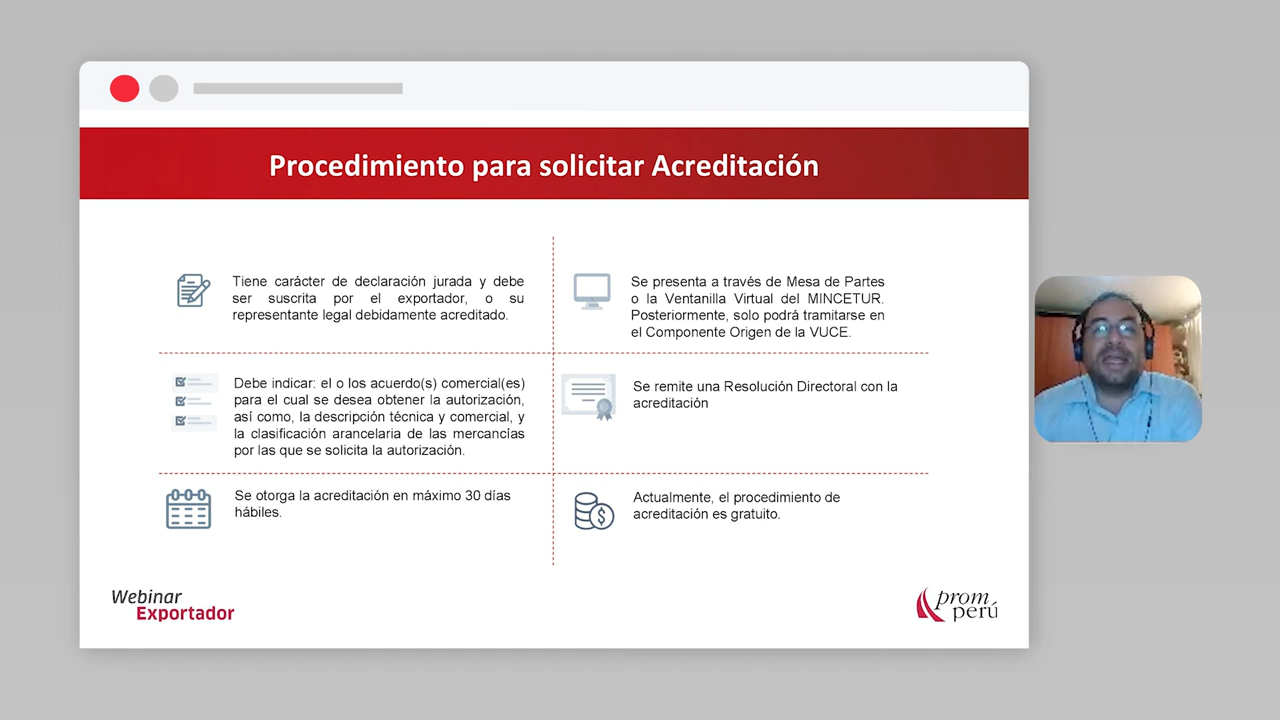 Procedimiento para solicitar Acreditación
Tiene carácter de declaración jurada y debe
ser suscrita por el exportador, o su
representante legal debidamente acreditado.
Se presenta a través de Mesa de Partes
o la Ventanilla Virtual del MINCETUR.
Posteriormente, solo podrá tramitarse en
el Componente Origen de la VUCE.
Debe indicar: el o los acuerdo(s) comercial(es)
para el cual se desea obtener la autorización,
así como, la descripción técnica y comercial, y
la clasificación arancelaria de las mercancías
por las que se solicita la autorización.
Se remite una Resolución Directoral con la
acreditación
Se otorga la acreditación en máximo 30 días
hábiles.
Actualmente, el procedimiento de
acreditación es gratuito.
Webinar
Exportador
prom
perú